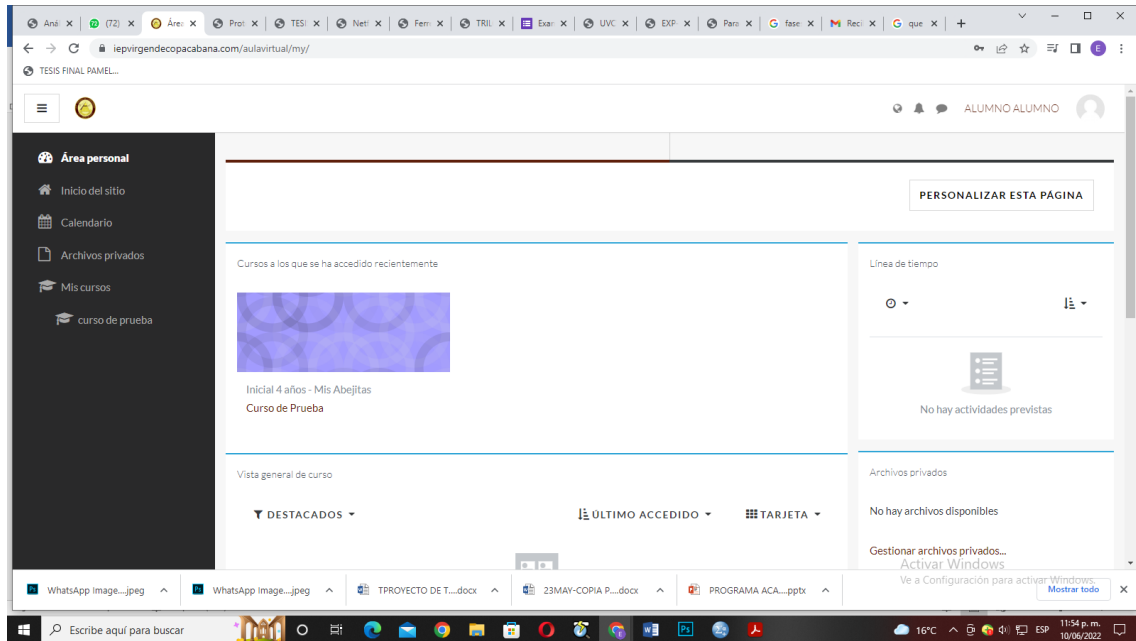 Anál
(72)
Área
Prot
TESI
Netf
Fem
TRIL
Exar
UVC
EXP-
Para
fase
Reci
que
iepvirgendecopacabana.com/aulavirtual/my/
E
TESIS FINAL PAMEL...
ALUMNO ALUMNO
Área personal
Inicio del sitio
Calendario
Archivos privados
Mis cursos
curso de prueba
PERSONALIZAR ESTA PÁGINA
Cursos a los que se ha accedido recientemente
Inicial 4 años - Mis Abejitas
Curso de Prueba
Línea de tiempo
No hay actividades previstas
Vista general de curso
DESTACADOS
ÚLTIMO ACCEDIDO
TARJETA
Archivos privados
No hay archivos disponibles
Gestionar archivos privados...
Activar Windows
Ve a Configuración para activar Windows.
WhatsApp Image....jpeg
WhatsApp Image....jpeg
TPROYECTO DE T....docx
23MAY-COPIA P....docx
PROGRAMA ACA....pptx
Mostrar todo
Escribe aquí para buscar
16°C
ESP
11:54 p. m.
10/06/2022